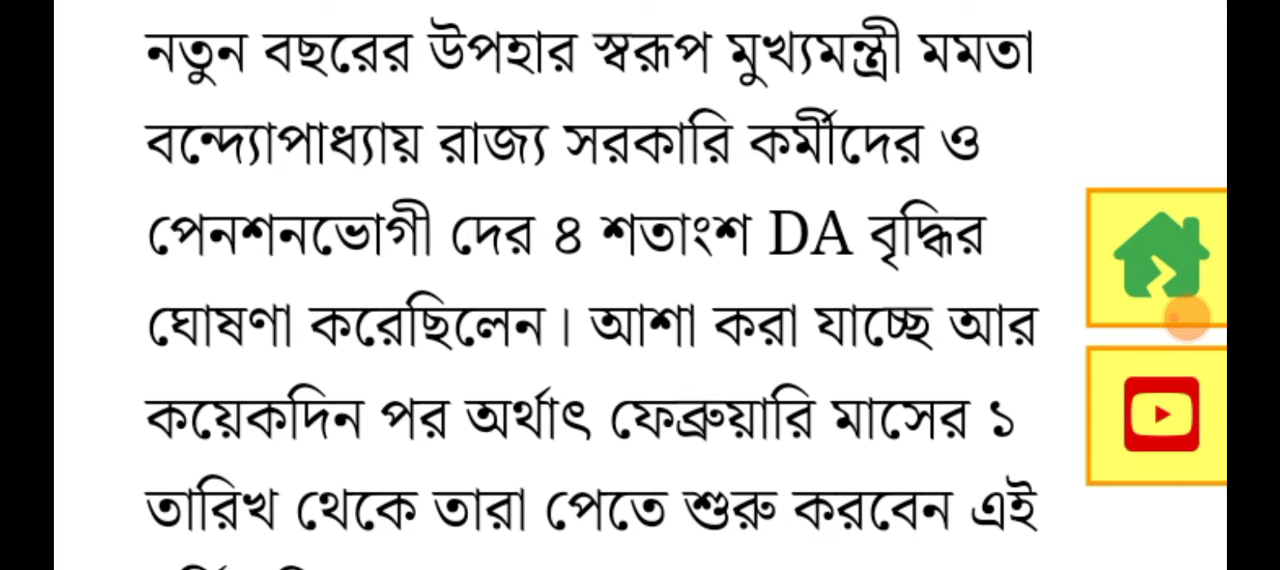 নতুন বছরের উপহার স্বরূপ মুখ্যমন্ত্রী মমতা
বন্দ্যোপাধ্যায় রাজ্য সরকারি কর্মীদের ও
পেনশনভোগী দের ৪ শতাংশ DA বৃদ্ধির
ঘোষণা করেছিলেন। আশা করা যাচ্ছে আর
কয়েকদিন পর অর্থাৎ ফেব্রুয়ারি মাসের ১
তারিখ থেকে তারা পেতে শুরু করবেন এই